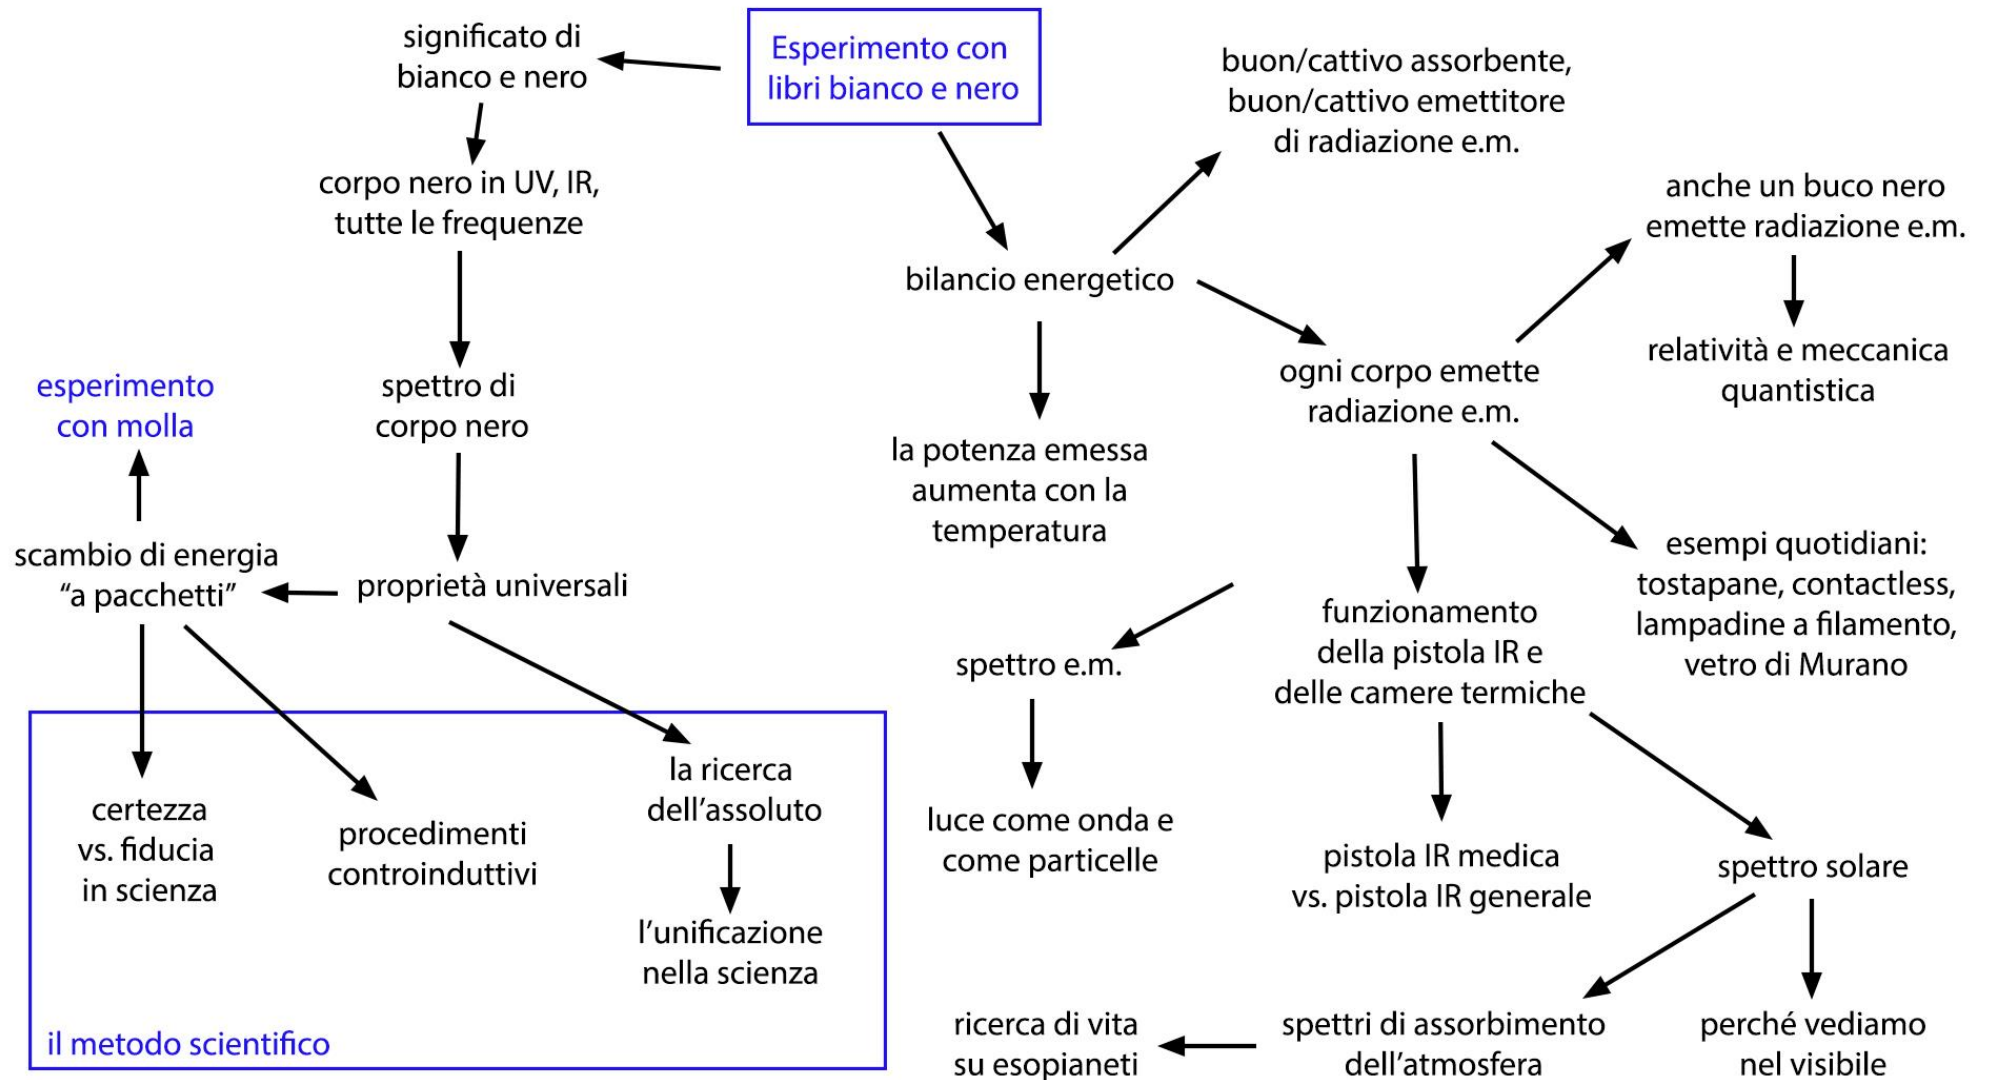 significato di
bianco e nero
Esperimento con
libri bianco e nero
buon/cattivo assorbente,
buon/cattivo emettitore
di radiazione e.m.
corpo nero in UV, IR,
tutte le frequenze
anche un buco nero
emette radiazione e.m.
bilancio energetico
relatività e meccanica
quantistica
ogni corpo emette
radiazione e.m.
esperimento
con molla
spettro di
corpo nero
la potenza emessa
aumenta con la
temperatura
scambio di energia
“a pacchetti”
proprietà universali
esempi quotidiani:
tostapane, contactless,
lampadine a filamento,
vetro di Murano
funzionamento
della pistola IR e
delle camere termiche
spettro e.m.
la ricerca
dell’assoluto
certezza
vs. fiducia
in scienza
procedimenti
controinduttivi
luce come onda e
come particelle
pistola IR medica
vs. pistola IR generale
spettro solare
l’unificazione
nella scienza
il metodo scientifico
ricerca di vita
su esopianeti
spettri di assorbimento
dell’atmosfera
perché vediamo
nel visibile